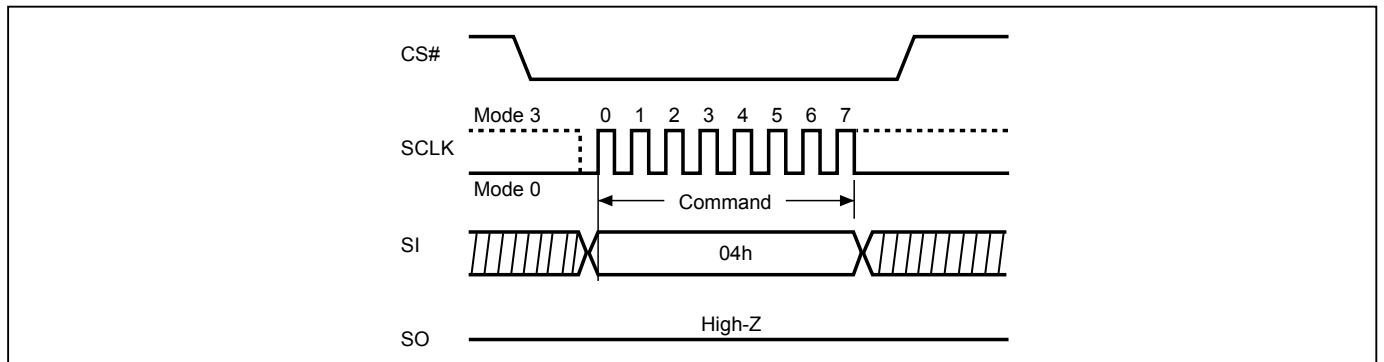 CS#
Mode 3 0 1 2 3 4 5 6 7
SCLK
Mode 0
Command
SI
04h
High-Z
SO